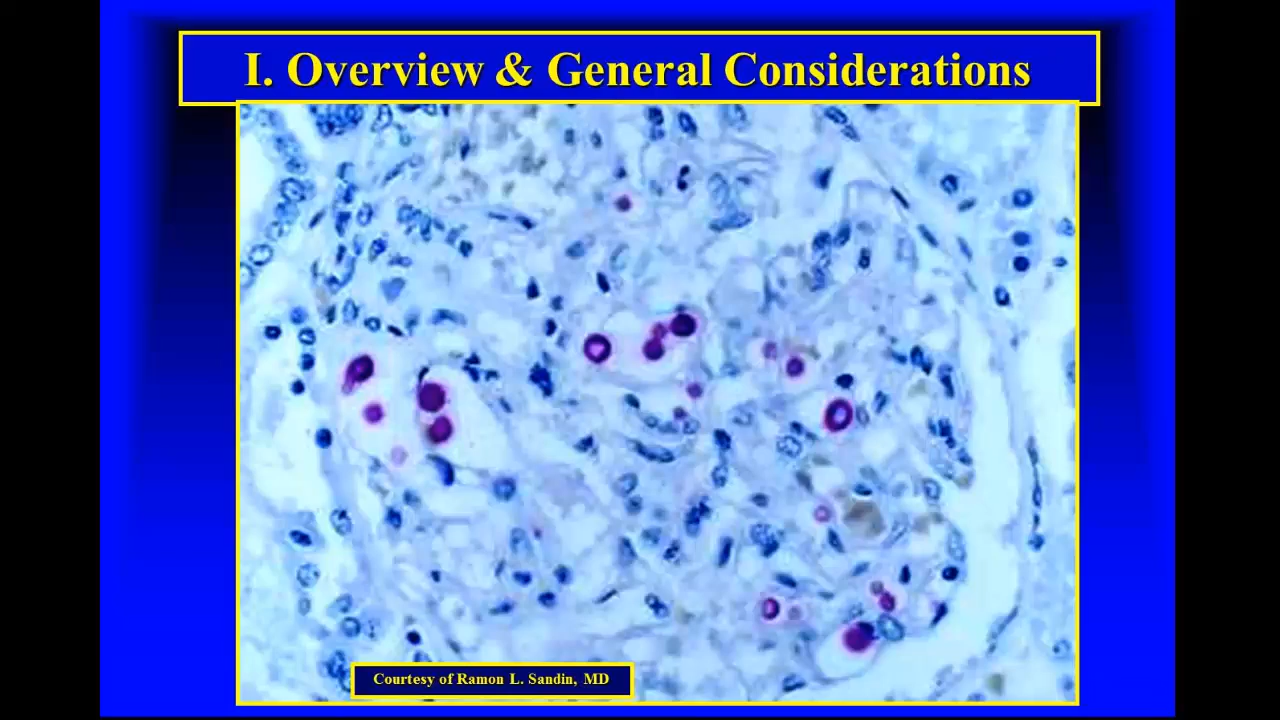 I. Overview & General Considerations
Courtesy of Ramon L. Sandin, MD